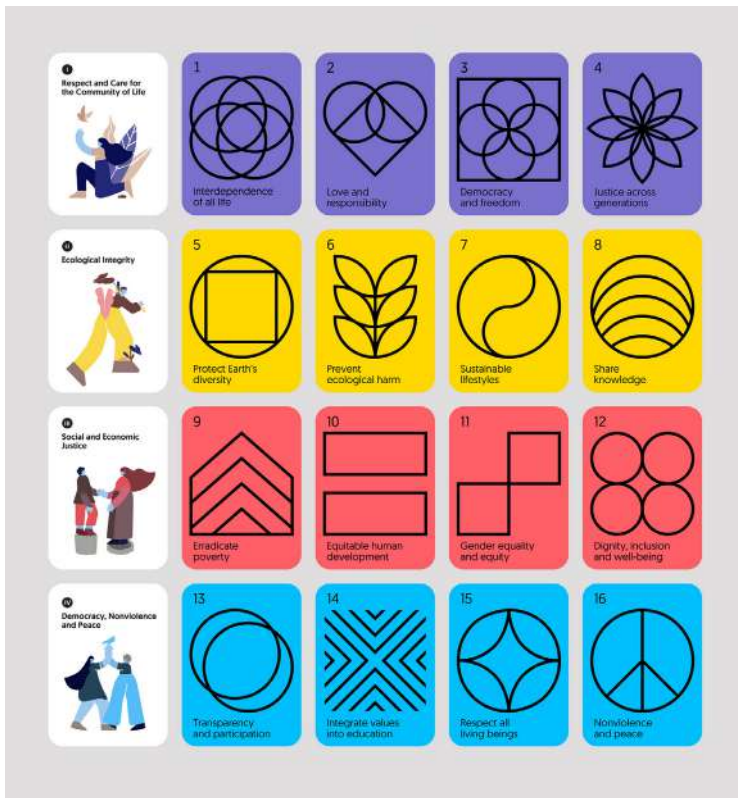 I
Respect and Care for
the Community of Life
1
Interdependence
of all life
2
Love and
responsibility
3
Democracy
and freedom
4
Justice across
generations
II
Ecological Integrity
5
Protect Earth's
diversity
6
Prevent
ecological harm
7
Sustainable
lifestyles
8
Share
knowledge
III
Social and Economic
Justice
9
Erradicate
poverty
10
Equitable human
development
11
Gender equality
and equity
12
Dignity, inclusion
and well-being
IV
Democracy, Nonviolence
and Peace
13
Transparency
and participation
14
Integrate values
into education
15
Respect all
living beings
16
Nonviolence
and peace